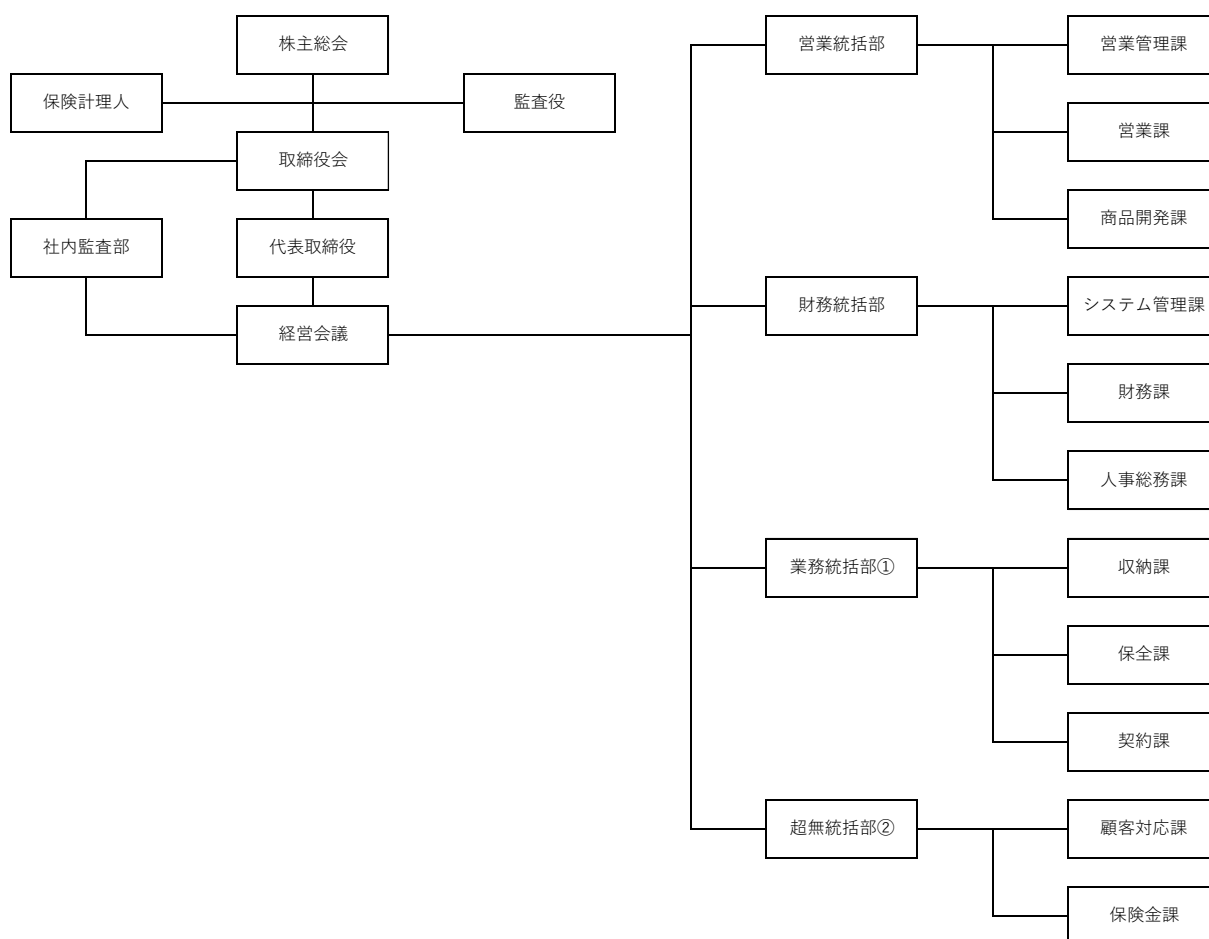 株主総会
保険計理人
監査役
取締役会
社内監査部
代表取締役
経営会議
営業統括部
営業管理課
営業課
商品開発課
財務統括部
システム管理課
財務課
人事総務課
業務統括部①
収納課
保全課
契約課
超無統括部②
顧客対応課
保険金課